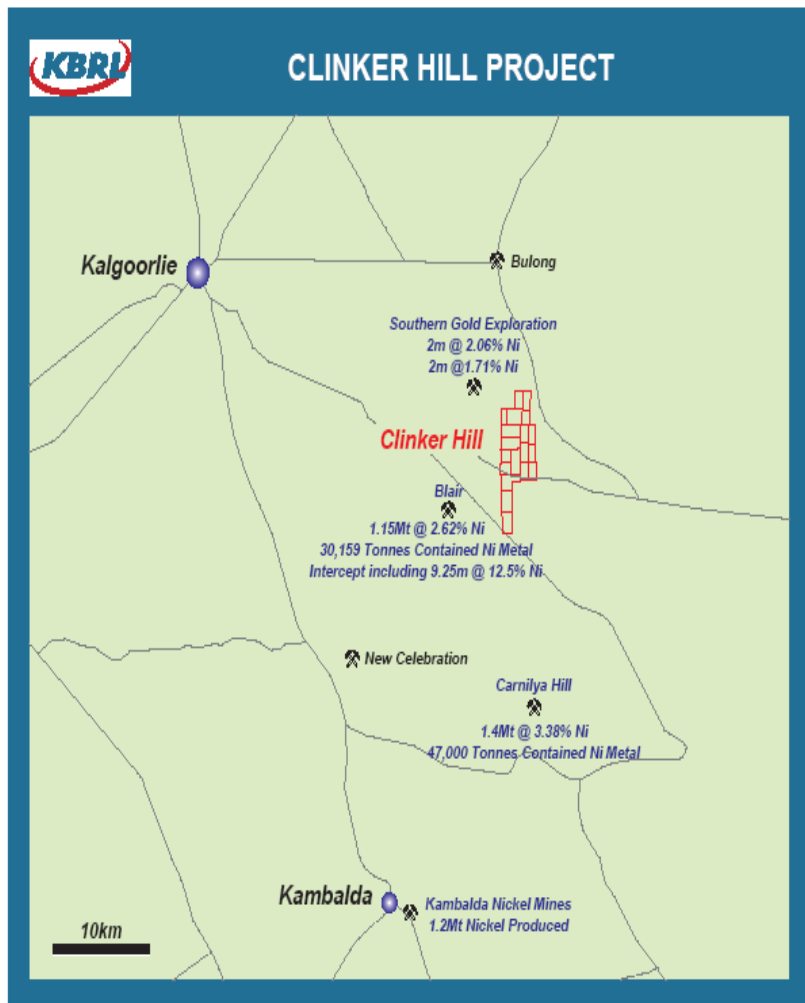 KBRL
CLINKER HILL PROJECT
Kalgoorlie
Bulong
Southern Gold Exploration
2m @ 2.06% Ni
2m @1.71% Ni
Clinker Hill
Blair
1.15Mt @ 2.62% Ni
30,159 Tonnes Contained Ni Metal
Intercept including 9.25m @ 12.5% Ni
New Celebration
Carnilya Hill
1.4Mt @ 3.38% Ni
47,000 Tonnes Contained Ni Metal
Kambalda
Kambalda Nickel Mines
1.2Mt Nickel Produced
10km